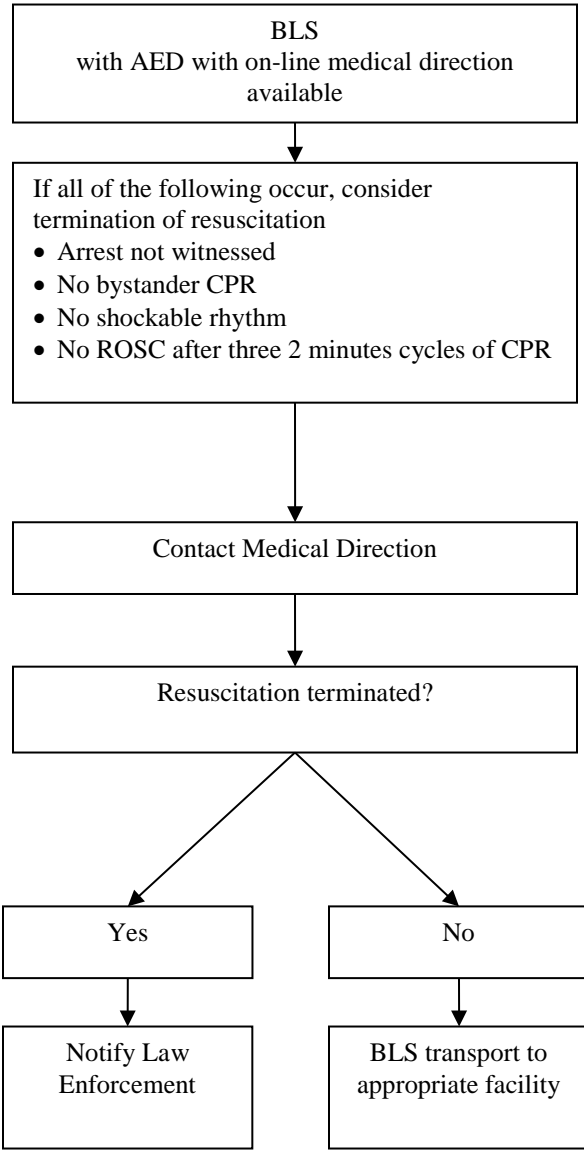 BLS
with AED with on-line medical direction
available
If all of the following occur, consider
termination of resuscitation
• Arrest not witnessed
• No bystander CPR
• No shockable rhythm
• No ROSC after three 2 minutes cycles of CPR
Contact Medical Direction
Resuscitation terminated?
Yes
No
Notify Law
Enforcement
BLS transport to
appropriate facility